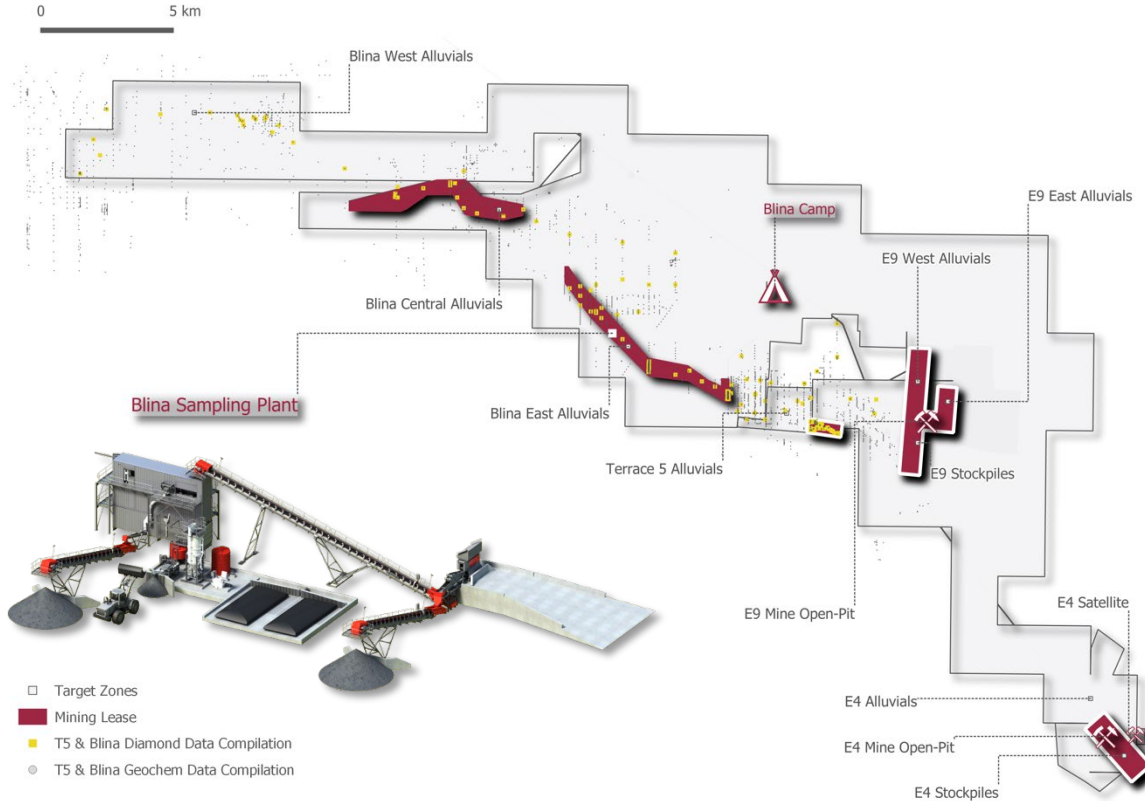 0
5 km
Blina West Alluvials
E9 East Alluvials
Blina Camp
E9 West Alluvials
Blina Central Alluvials
Blina Sampling Plant
Blina East Alluvials
Terrace 5 Alluvials
E9 Stockpiles
E9 Mine Open-Pit
E4 Satellite
E4 Alluvials
E4 Mine Open-Pit
E4 Stockpiles
Target Zones
Mining Lease
T5 & Blina Diamond Data Compilation
T5 & Blina Geochem Data Compilation